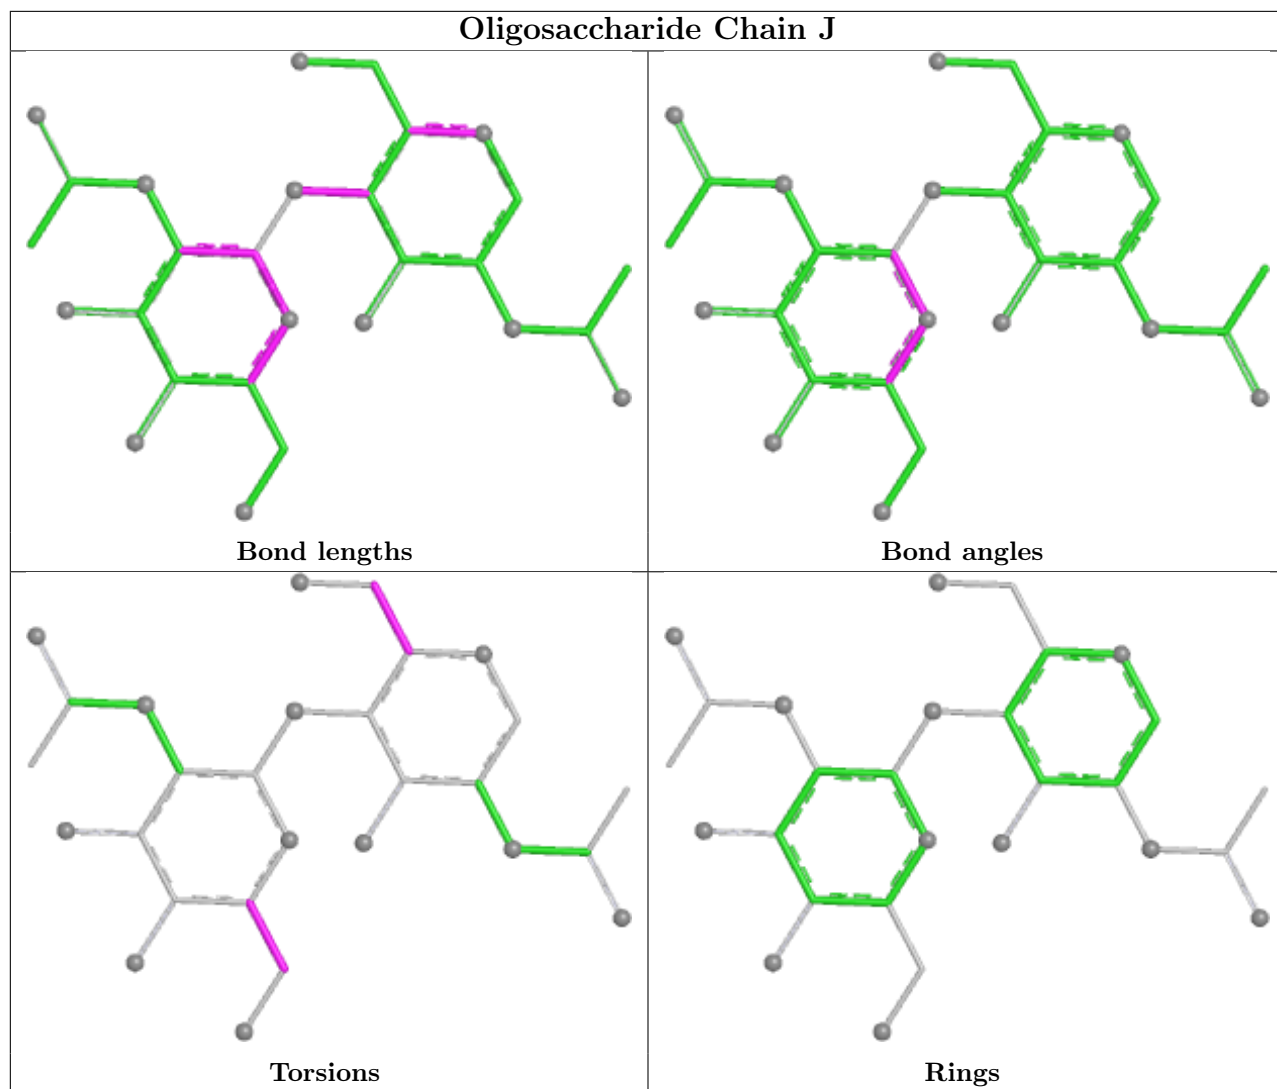 Oligosaccharide Chain J
Bond lengths
Bond angles
Torsions
Rings